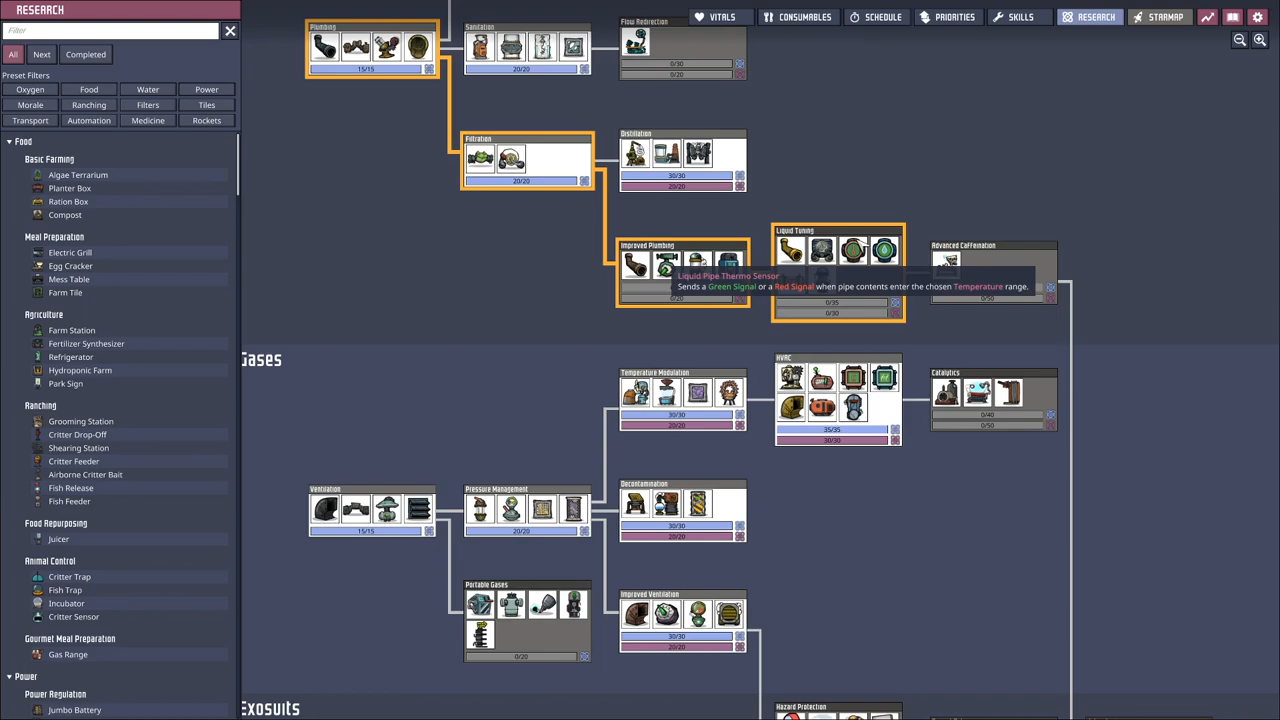 RESEARCH
Filter
All
Next
Completed
Preset Filters
Oxygen
Food
Water
Power
Morale
Ranching
Filters
Tiles
Transport
Automation
Medicine
Rockets
Food
Basic Farming
Algae Terrarium
Planter Box
Ration Box
Compost
Meal Preparation
Electric Grill
Egg Cracker
Mess Table
Farm Tile
Agriculture
Farm Station
Fertilizer Synthesizer
Refrigerator
Hydroponic Farm
Park Sign
Ranching
Grooming Station
Critter Drop-Off
Shearing Station
Critter Feeder
Airborne Critter Bait
Fish Release
Fish Feeder
Food Repurposing
Juicer
Animal Control
Critter Trap
Fish Trap
Incubator
Critter Sensor
Gourmet Meal Preparation
Gas Range
Power
Power Regulation
Jumbo Battery
VITALS
CONSUMABLES
SCHEDULE
PRIORITIES
SKILLS
RESEARCH
STARMAP
Plumbing
15/15
Sanitation
20/20
Flow Redirection
0/30
0/20
Filtration
20/20
Distillation
30/30
20/20
Improved Plumbing
0/20
Liquid Tuning
0/35
0/30
Advanced Caffeination
0/50
Liquid Pipe Thermo Sensor
Sends a Green Signal or a Red Signal when pipe contents enter the chosen Temperature range.
Gases
Temperature Modulation
30/30
20/20
HVAC
35/35
30/30
Catalytics
0/40
0/50
Ventilation
15/15
Pressure Management
20/20
Decontamination
30/30
20/20
Portable Gases
0/20
Improved Ventilation
30/30
20/20
Exosuits
Hazard Protection